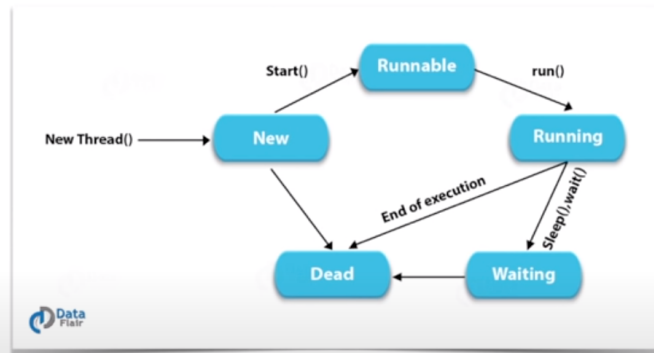 Start()
Runnable
run()
New Thread()
New
Running
End of execution
Sleep(),wait()
Dead
Waiting
Data
Flair